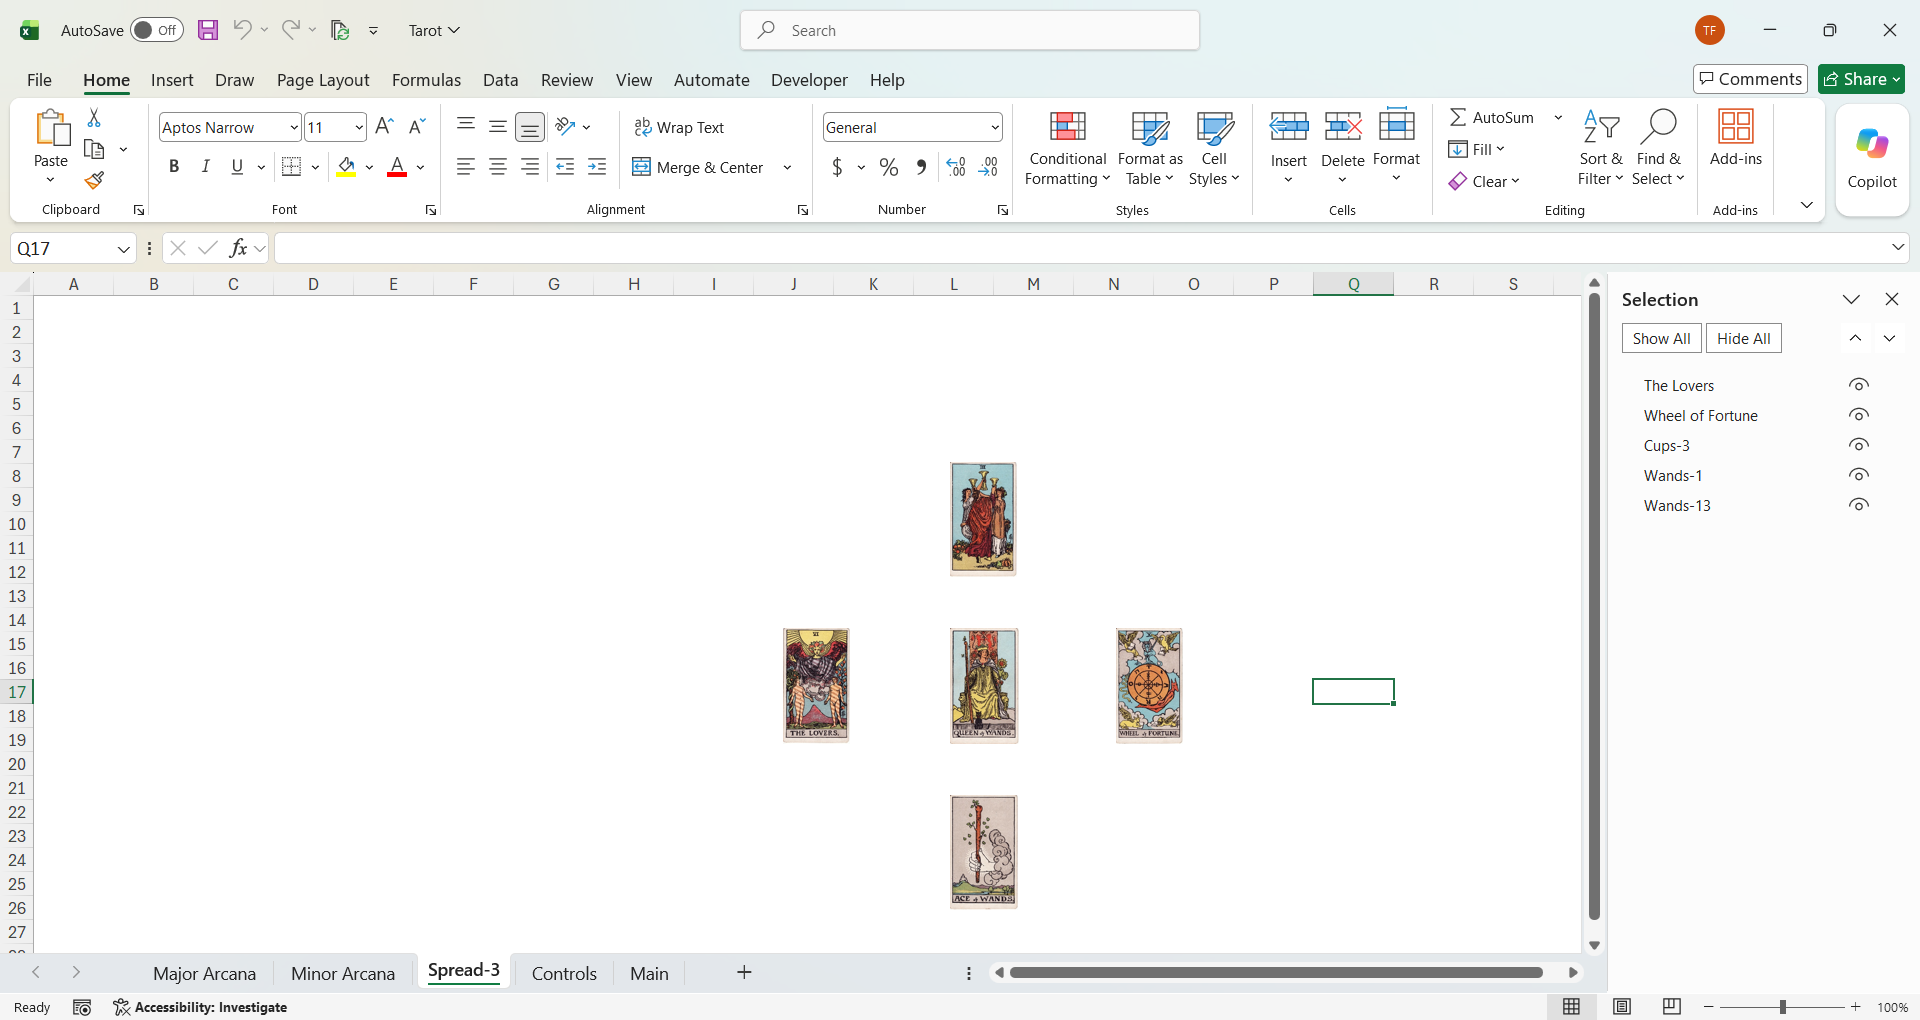 AutoSave Off Tarot Search TF
File Home Insert Draw Page Layout Formulas Data Review View Automate Developer Help Comments Share
Paste
Clipboard
Aptos Narrow 11
B I U A
Font
Wrap Text
Merge & Center
Alignment
General
$ %
Number
Conditional Formatting
Format as Table
Cell Styles
Styles
Insert
Delete
Format
Cells
AutoSum
Fill
Clear
Sort & Filter
Find & Select
Editing
Add-ins
Add-ins
Copilot
Q17 fx
A B C D E F G H I J K L M N O P Q R S
1
2
3
4
5
6
7
8
9
10
11
12
13
14
15
16
17
18
19
20
21
22
23
24
25
26
27
III
VI
THE LOVERS.
QUEEN of WANDS.
WHEEL of FORTUNE.
ACE of WANDS.
Selection
Show All Hide All
The Lovers
Wheel of Fortune
Cups-3
Wands-1
Wands-13
Major Arcana Minor Arcana Spread-3 Controls Main
Ready Accessibility: Investigate 100%